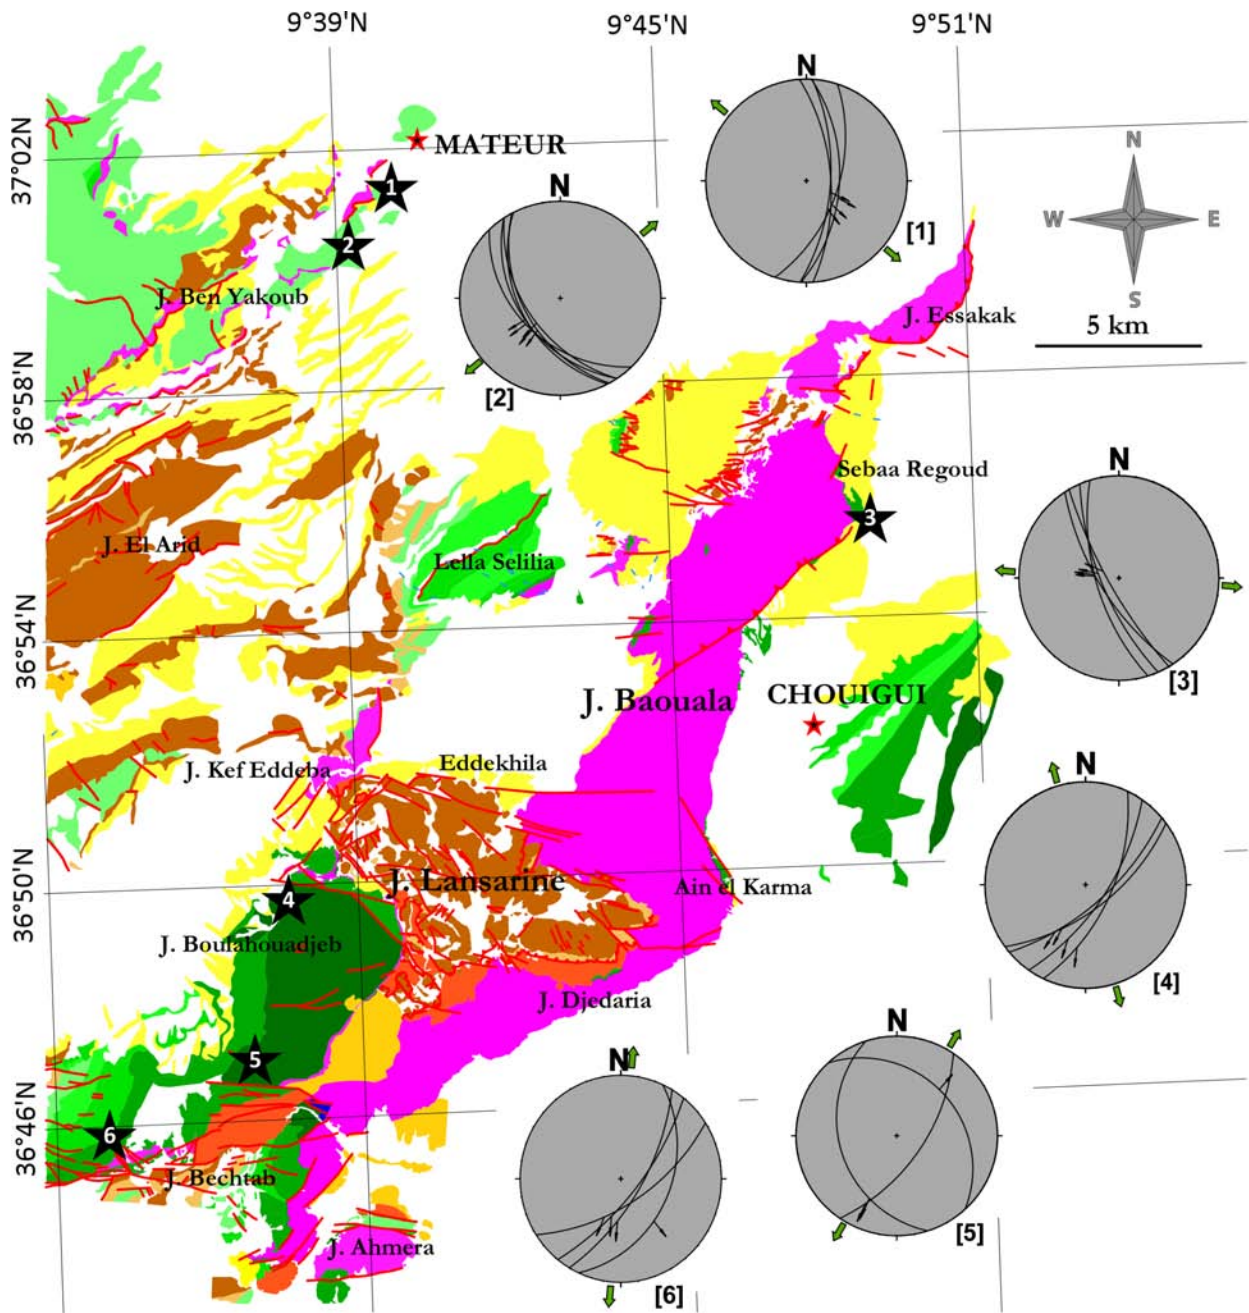 9°39'N 9°45'N 9°51'N
N
N
37°02N
MATEUR
1
N
W E
[1]
2
S
J. Ben Yakoub
J. Essakak
5 km
[2]
36°58'N
N
Sebaa Regoud
3
J. El Arid
Lella Selilia
36°54'N
[3]
J. Baouala
CHOUIGUI
J. Kef Eddeba
Eddekhila
N
36°50'N
J. Lansarine
Ain el Karma
4
J. Boulahouadjeb
[4]
J. Djedaria
N
5
N
36°46'N
6
J. Bechtab
[5]
J. Ahmera
[6]